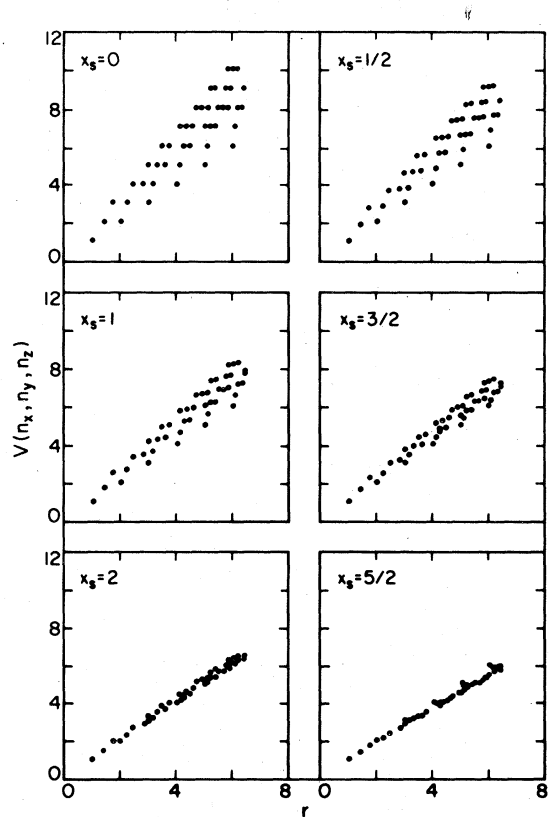 12
8
4
0
x_s=0
x_s=1/2
12
8
4
0
x_s=1
x_s=3/2
V(n_x, n_y, n_z)
12
8
4
0
x_s=2
x_s=5/2
0 4 8 0 4 8
r